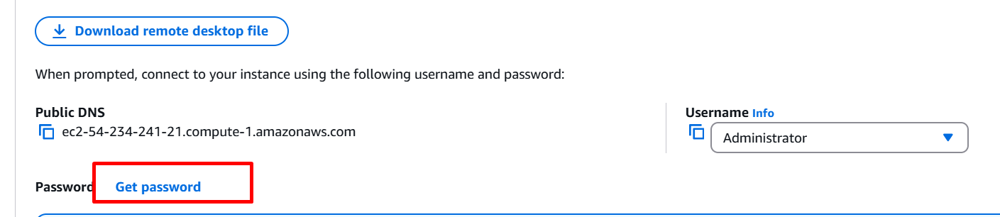 Download remote desktop file
When prompted, connect to your instance using the following username and password:
Public DNS
ec2-54-234-241-21.compute-1.amazonaws.com
Username Info
Administrator
Password Get password